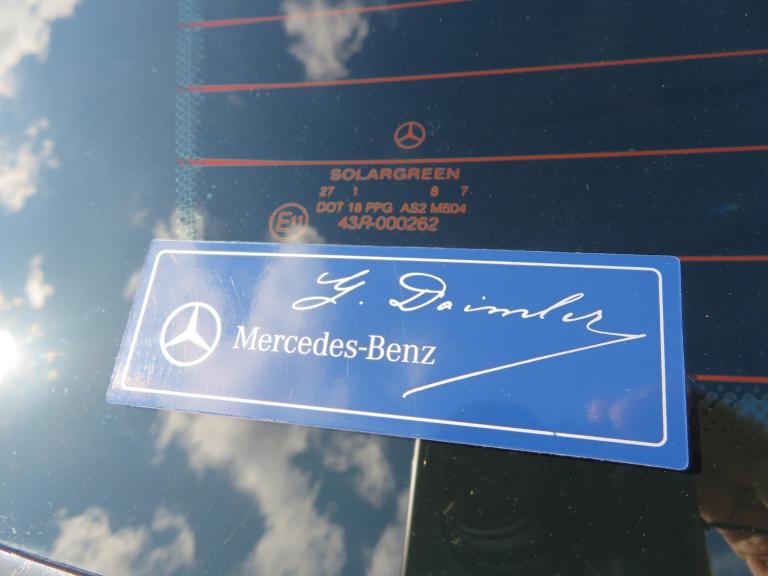 SOLARGREEN
27 1 8 7
DOT 18 PPG AS2 M504
E11 43R-000262
G. Daimler
Mercedes-Benz